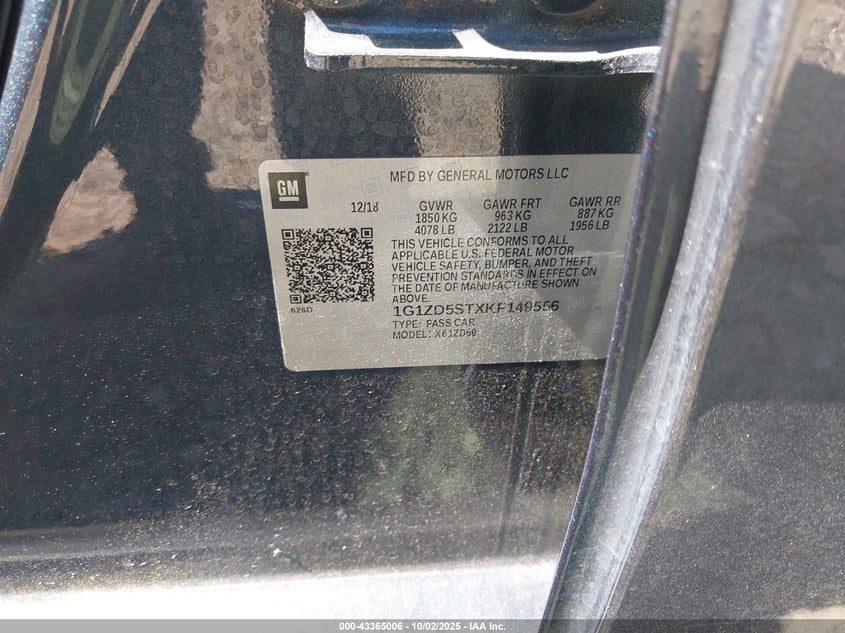 GM
MFD BY GENERAL MOTORS LLC
12/18 GVWR GAWR FRT GAWR RR
1850 KG 963 KG 887 KG
4078 LB 2122 LB 1956 LB
THIS VEHICLE CONFORMS TO ALL
APPLICABLE U.S. FEDERAL MOTOR
VEHICLE SAFETY, BUMPER, AND THEFT
PREVENTION STANDARDS IN EFFECT ON
THE DATE OF MANUFACTURE SHOWN
ABOVE.
626D
1G1ZD5STXKF149556
TYPE: PASS CAR
MODEL: X61ZD69
000-43365006 - 10/02/2025 - IAA Inc.